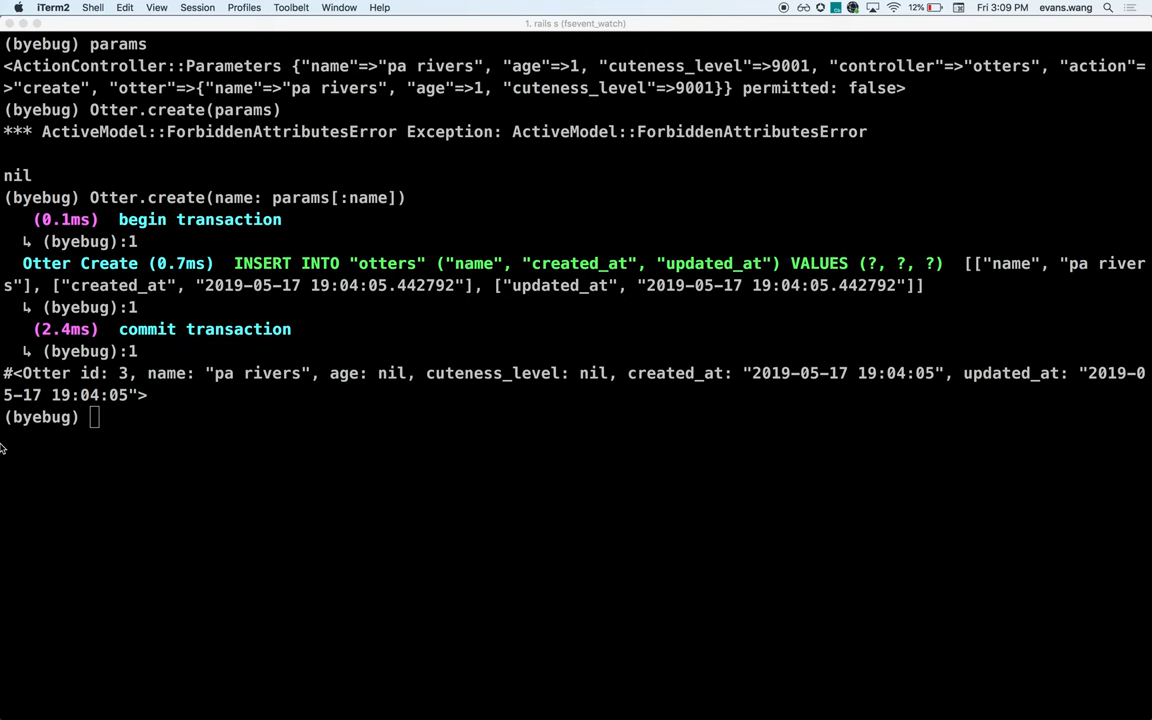 iTerm2 Shell Edit View Session Profiles Toolbelt Window Help 12% Fri 3:09 PM evans.wang
1. rails s (fsevent_watch)
(byebug) params
<ActionController::Parameters {"name"=>"pa rivers", "age"=>1, "cuteness_level"=>9001, "controller"=>"otters", "action"=
>"create", "otter"=>{"name"=>"pa rivers", "age"=>1, "cuteness_level"=>9001}} permitted: false>
(byebug) Otter.create(params)
*** ActiveModel::ForbiddenAttributesError Exception: ActiveModel::ForbiddenAttributesError
nil
(byebug) Otter.create(name: params[:name])
(0.1ms)  begin transaction
↳ (byebug):1
Otter Create (0.7ms)  INSERT INTO "otters" ("name", "created_at", "updated_at") VALUES (?, ?, ?)  [["name", "pa river
s"], ["created_at", "2019-05-17 19:04:05.442792"], ["updated_at", "2019-05-17 19:04:05.442792"]]
↳ (byebug):1
(2.4ms)  commit transaction
↳ (byebug):1
#<Otter id: 3, name: "pa rivers", age: nil, cuteness_level: nil, created_at: "2019-05-17 19:04:05", updated_at: "2019-0
5-17 19:04:05">
(byebug)